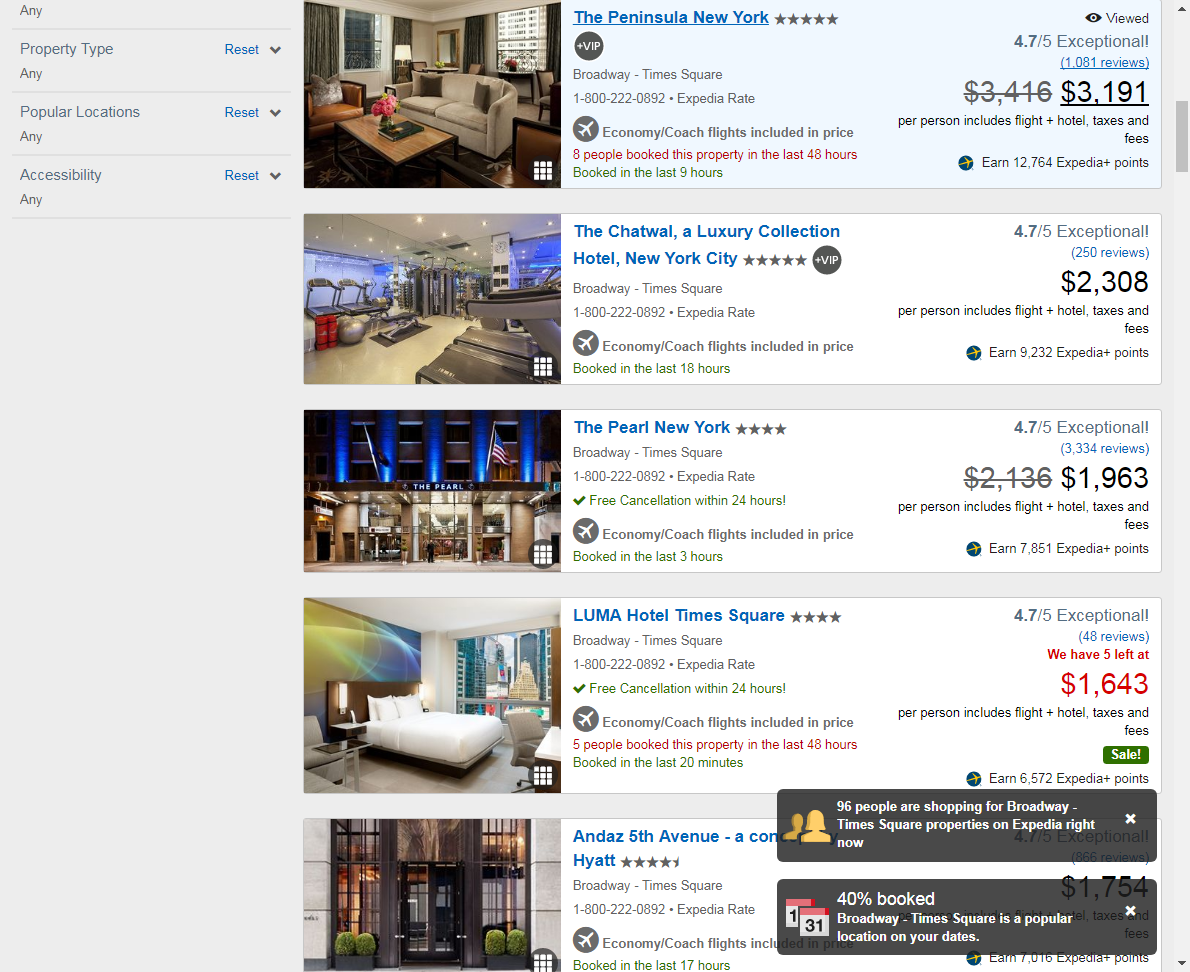 Any
Property Type Reset
Any
Popular Locations Reset
Any
Accessibility Reset
Any
The Peninsula New York
+VIP
Broadway - Times Square
1-800-222-0892 • Expedia Rate
Economy/Coach flights included in price
8 people booked this property in the last 48 hours
Booked in the last 9 hours
Viewed
4.7/5 Exceptional!
(1,081 reviews)
$3,416 $3,191
per person includes flight + hotel, taxes and
fees
Earn 12,764 Expedia+ points
The Chatwal, a Luxury Collection
Hotel, New York City +VIP
Broadway - Times Square
1-800-222-0892 • Expedia Rate
Economy/Coach flights included in price
Booked in the last 18 hours
4.7/5 Exceptional!
(250 reviews)
$2,308
per person includes flight + hotel, taxes and
fees
Earn 9,232 Expedia+ points
THE PEARL
The Pearl New York
Broadway - Times Square
1-800-222-0892 • Expedia Rate
Free Cancellation within 24 hours!
Economy/Coach flights included in price
Booked in the last 3 hours
4.7/5 Exceptional!
(3,334 reviews)
$2,136 $1,963
per person includes flight + hotel, taxes and
fees
Earn 7,851 Expedia+ points
LUMA Hotel Times Square
Broadway - Times Square
1-800-222-0892 • Expedia Rate
Free Cancellation within 24 hours!
Economy/Coach flights included in price
5 people booked this property in the last 48 hours
Booked in the last 20 minutes
4.7/5 Exceptional!
(48 reviews)
We have 5 left at
$1,643
per person includes flight + hotel, taxes and
fees
Sale!
Earn 6,572 Expedia+ points
Andaz 5th Avenue - a concept by
Hyatt
Broadway - Times Square
1-800-222-0892 • Expedia Rate
Economy/Coach flights included in price
Booked in the last 17 hours
4.7/5 Exceptional!
(866 reviews)
$1,754
taxes and
fees
Earn 7,016 Expedia+ points
96 people are shopping for Broadway -
Times Square properties on Expedia right
now
1
31
40% booked
Broadway - Times Square is a popular
location on your dates.